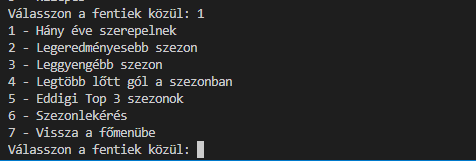 Válasszon a fentiek közül: 1
1 - Hány éve szerepelnek
2 - Legeredményesebb szezon
3 - Leggyengébb szezon
4 - Legtöbb lőtt gól a szezonban
5 - Eddigi Top 3 szezonok
6 - Szezonlekérés
7 - Vissza a főmenübe
Válasszon a fentiek közül: